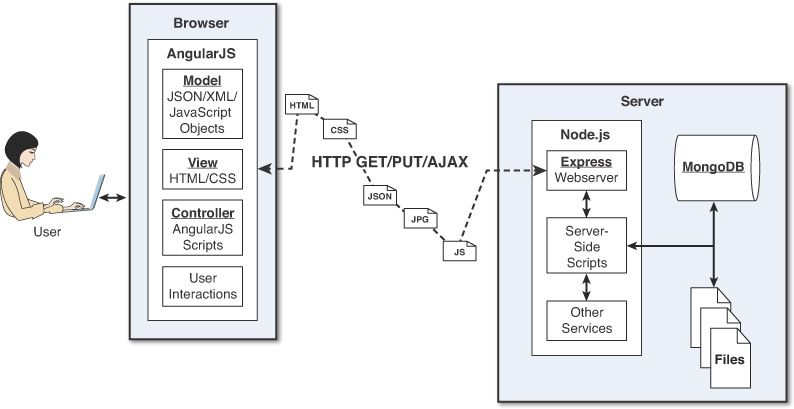 Browser
AngularJS
Model
JSON/XML/
JavaScript
Objects
View
HTML/CSS
Controller
AngularJS
Scripts
User
Interactions
User
HTML
CSS
HTTP GET/PUT/AJAX
JSON
JPG
JS
Server
Node.js
Express
Webserver
Server-
Side
Scripts
Other
Services
MongoDB
Files